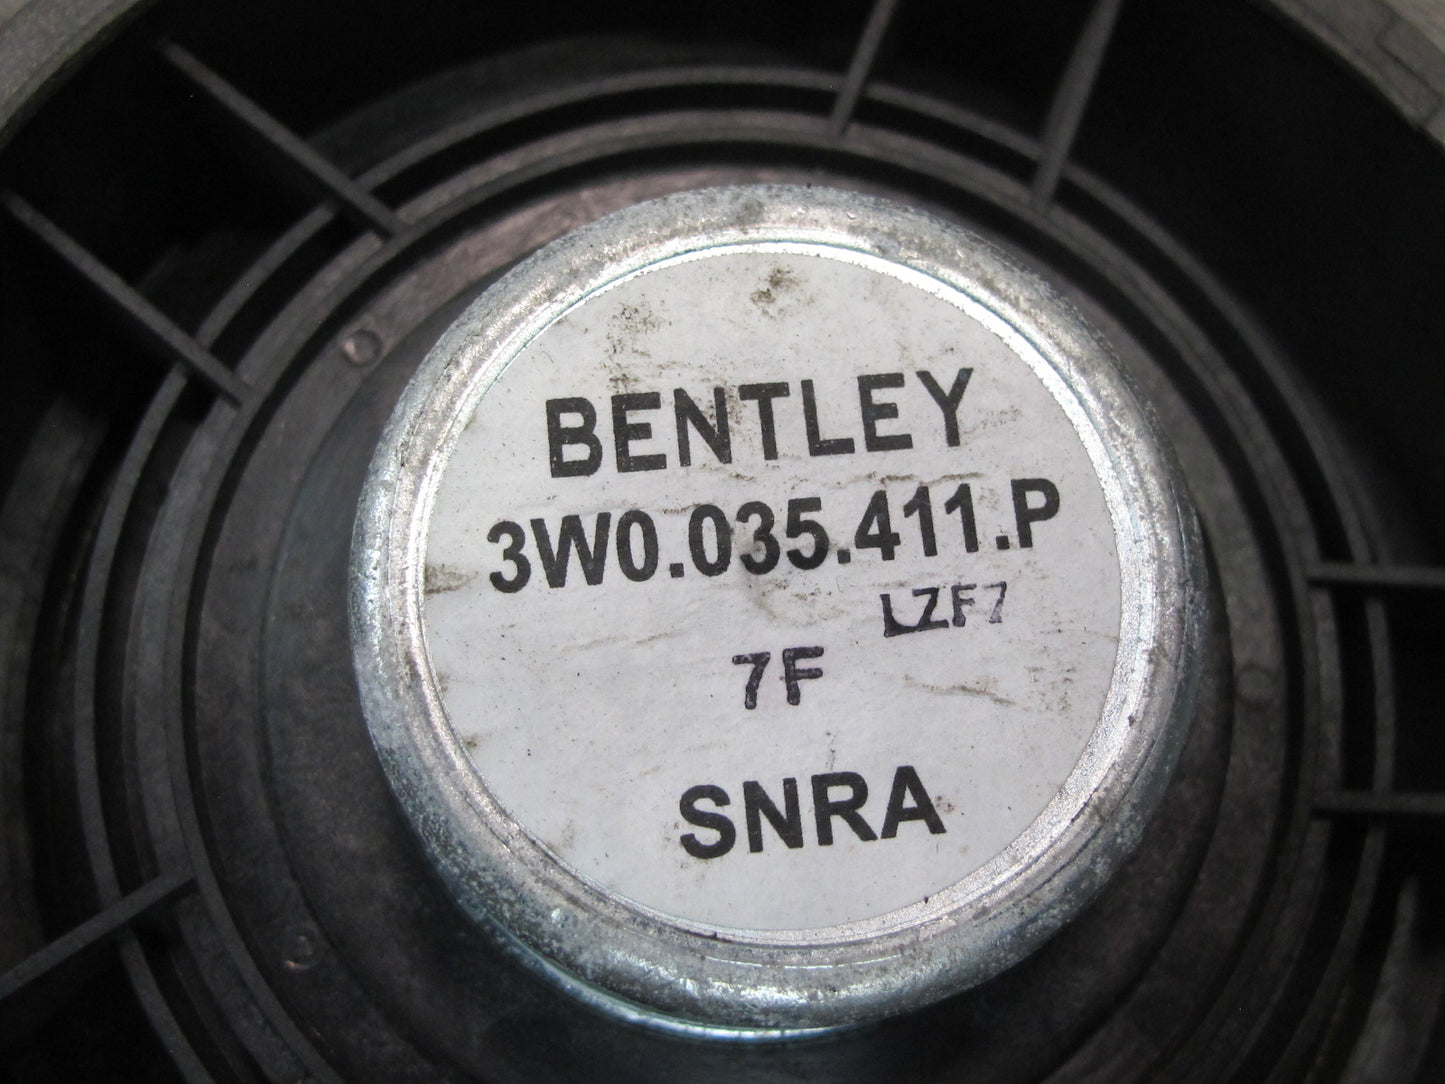 BENTLEY
3W0.035.411.P
LZF7
7F
SNRA